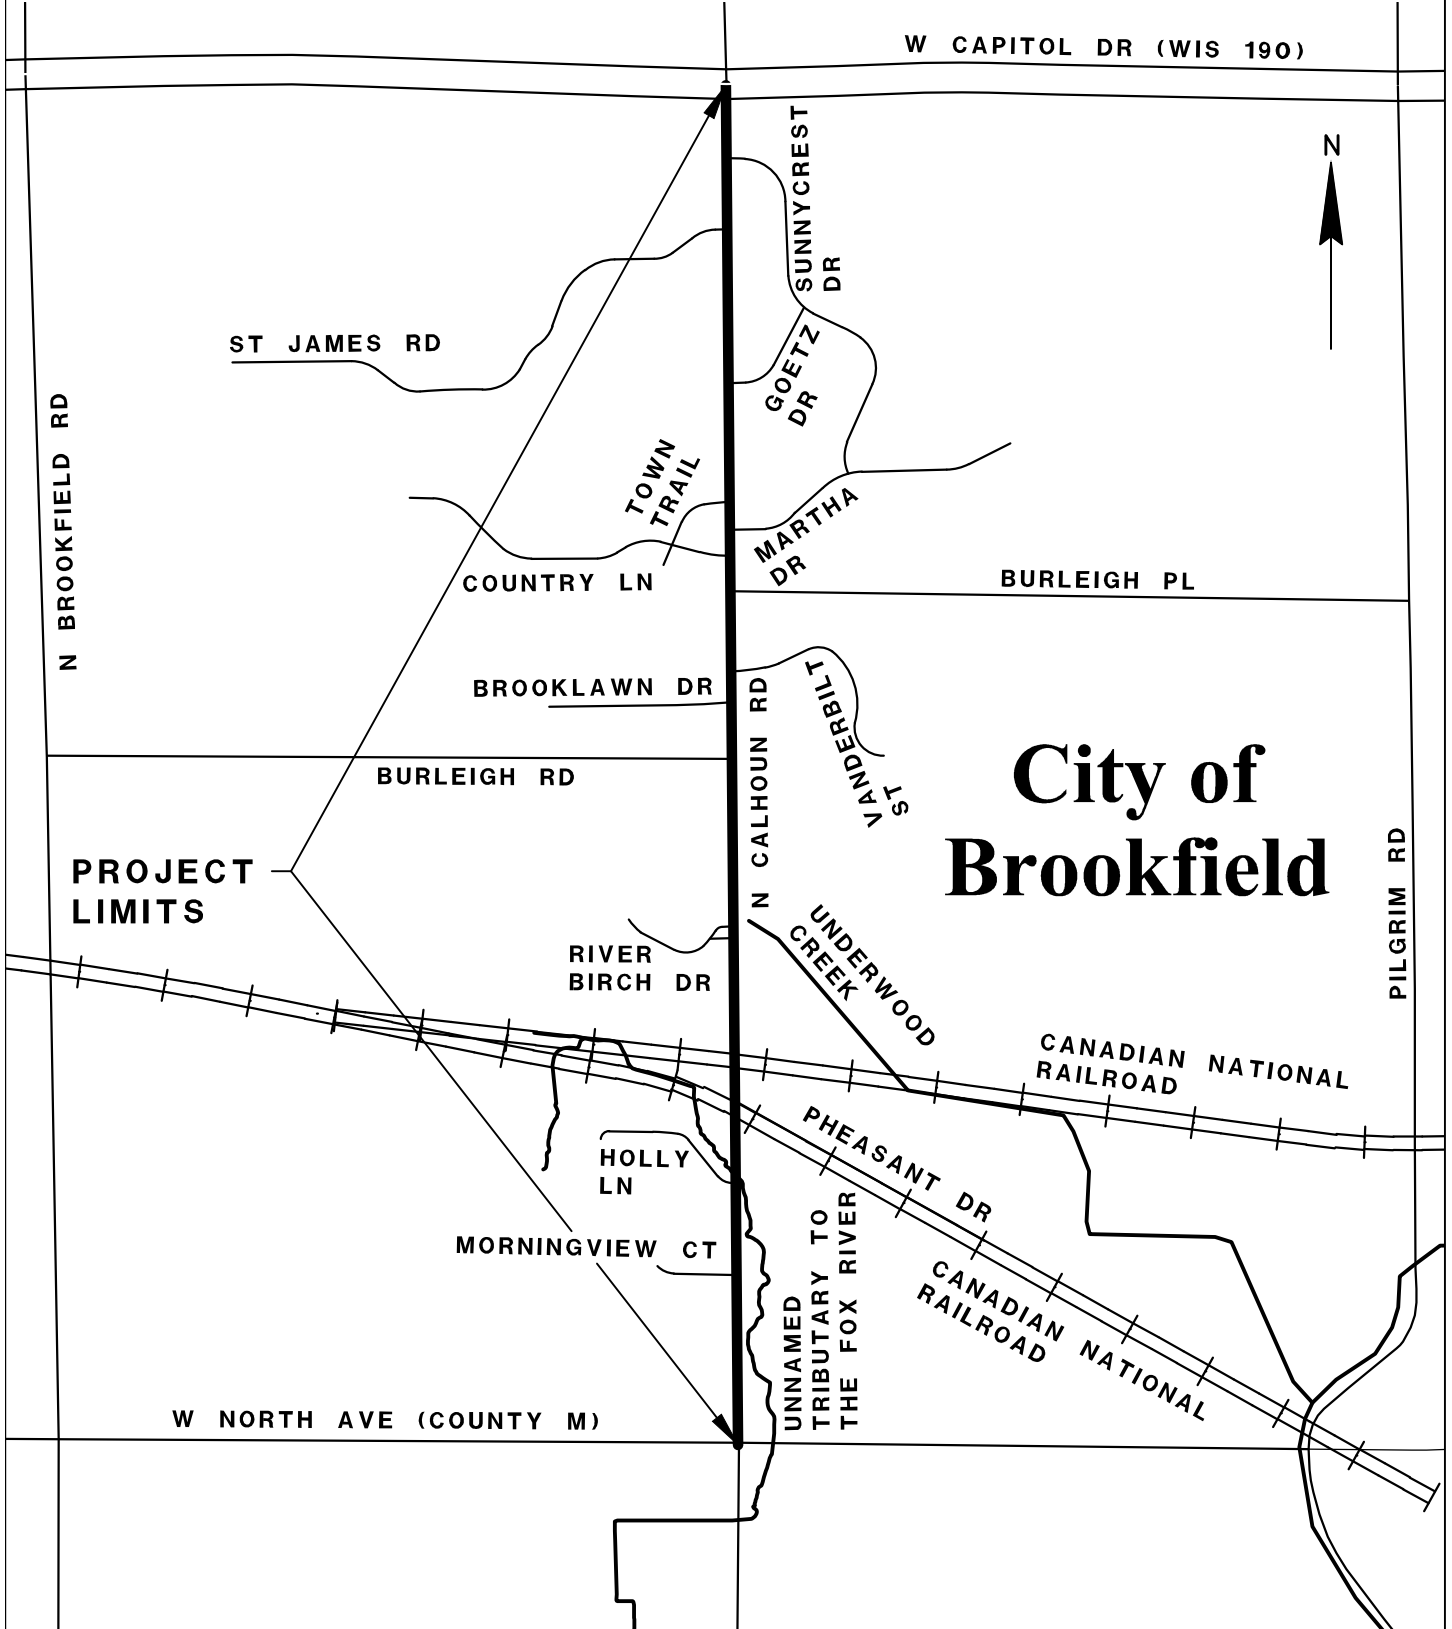 W CAPITOL DR (WIS 190)
N
SUNNYCREST
DR
ST JAMES RD
GOETZ
DR
N BROOKFIELD RD
TOWN
TRAIL
MARTHA
DR
COUNTRY LN
BURLEIGH PL
BROOKLAWN DR
N CALHOUN RD
VANDERBILT
ST
BURLEIGH RD
City of
Brookfield
PROJECT
LIMITS
PILGRIM RD
RIVER
BIRCH DR
UNDERWOOD
CREEK
CANADIAN NATIONAL
RAILROAD
PHEASANT DR
HOLLY
LN
MORNINGVIEW CT
UNNAMED
TRIBUTARY TO
THE FOX RIVER
CANADIAN NATIONAL
RAILROAD
W NORTH AVE (COUNTY M)